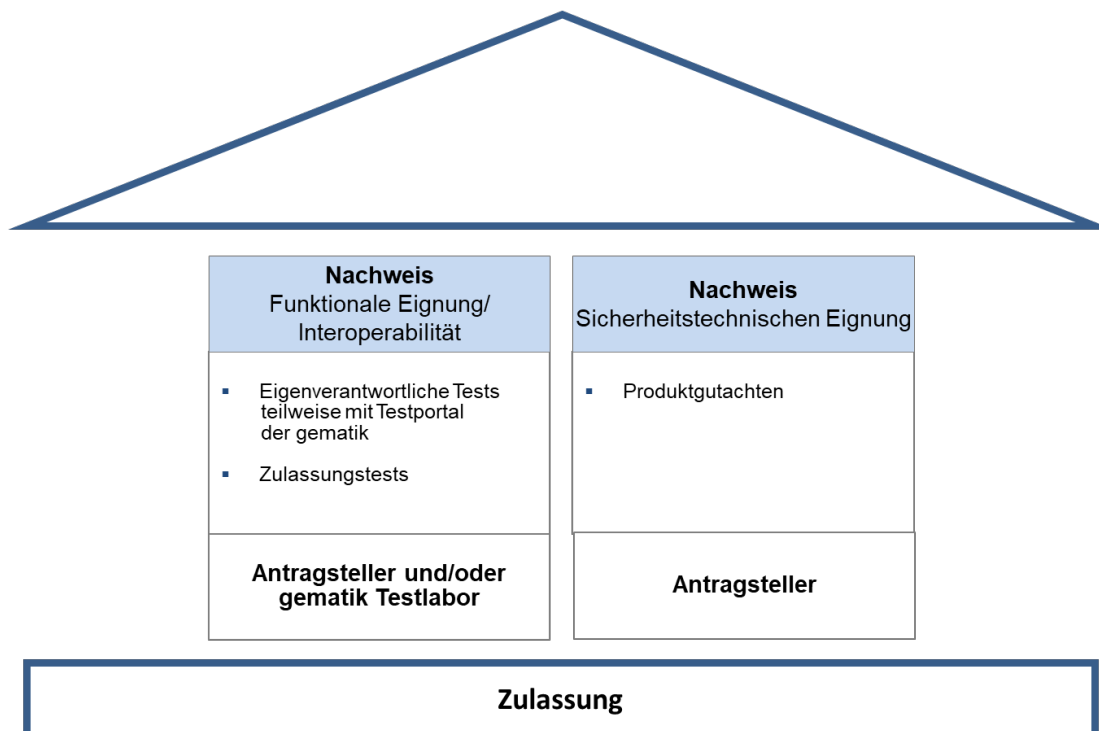 Nachweis
Funktionale Eignung/
Interoperabilität
▪ Eigenverantwortliche Tests
teilweise mit Testportal
der gematik
▪ Zulassungstests
Antragsteller und/oder
gematik Testlabor
Nachweis
Sicherheitstechnischen Eignung
▪ Produktgutachten
Antragsteller
Zulassung